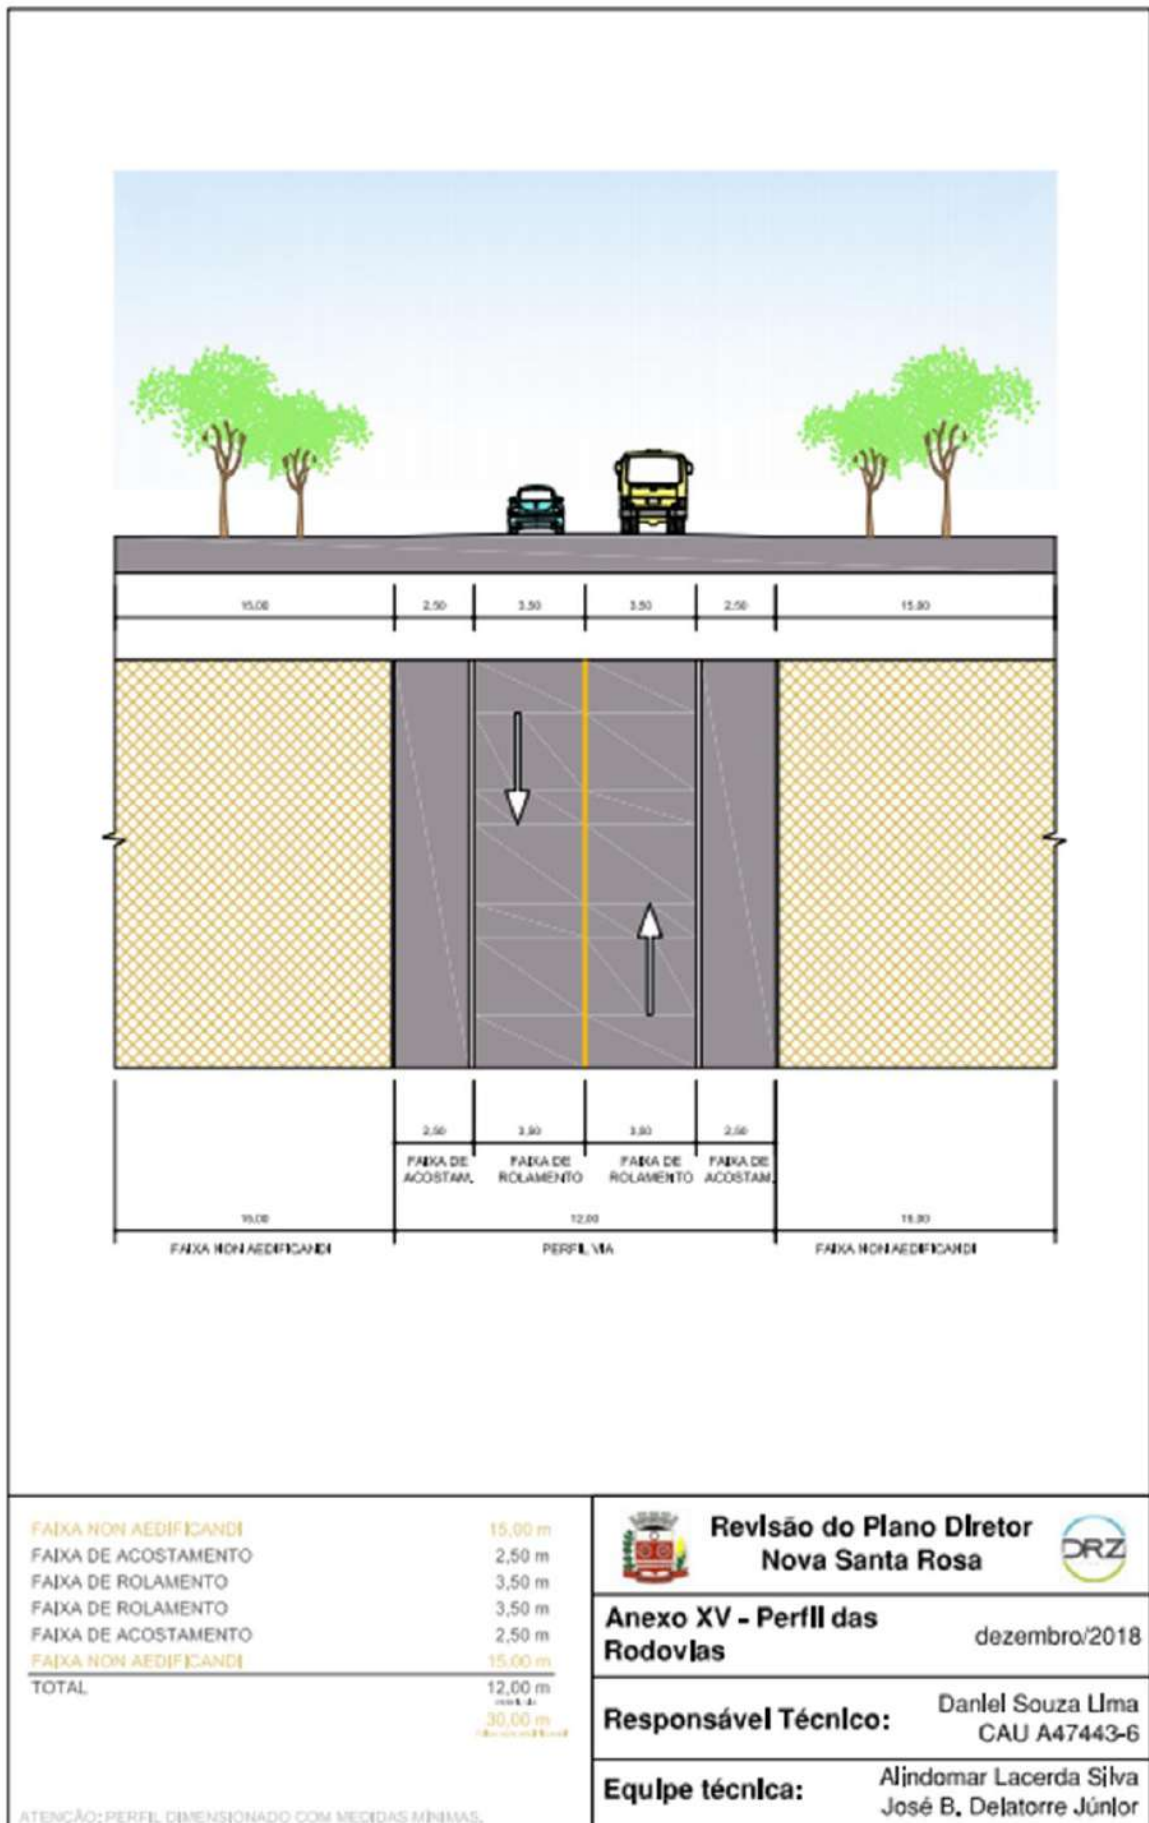 15,00 2,50 3,50 3,50 2,50 15,00
2,50 3,50 3,50 2,50
FAIXA DE ACOSTAM. FAIXA DE ROLAMENTO FAIXA DE ROLAMENTO FAIXA DE ACOSTAM.
15,00 12,00 15,00
FAIXA NON AEDIFICANDI PERFIL VIA FAIXA NON AEDIFICANDI
FAIXA NON AEDIFICANDI 15,00 m
FAIXA DE ACOSTAMENTO 2,50 m
FAIXA DE ROLAMENTO 3,50 m
FAIXA DE ROLAMENTO 3,50 m
FAIXA DE ACOSTAMENTO 2,50 m
FAIXA NON AEDIFICANDI 15,00 m
TOTAL 12,00 m
30,00 m
ATENÇÃO: PERFIL DIMENSIONADO COM MEDIDAS MÍNIMAS.
Revisão do Plano Diretor
Nova Santa Rosa
DRZ
Anexo XV - Perfil das
Rodovias
dezembro/2018
Responsável Técnico: Daniel Souza Lima
CAU A47443-6
Equipe técnica: Alindomar Lacerda Silva
José B. Delatorre Júnior